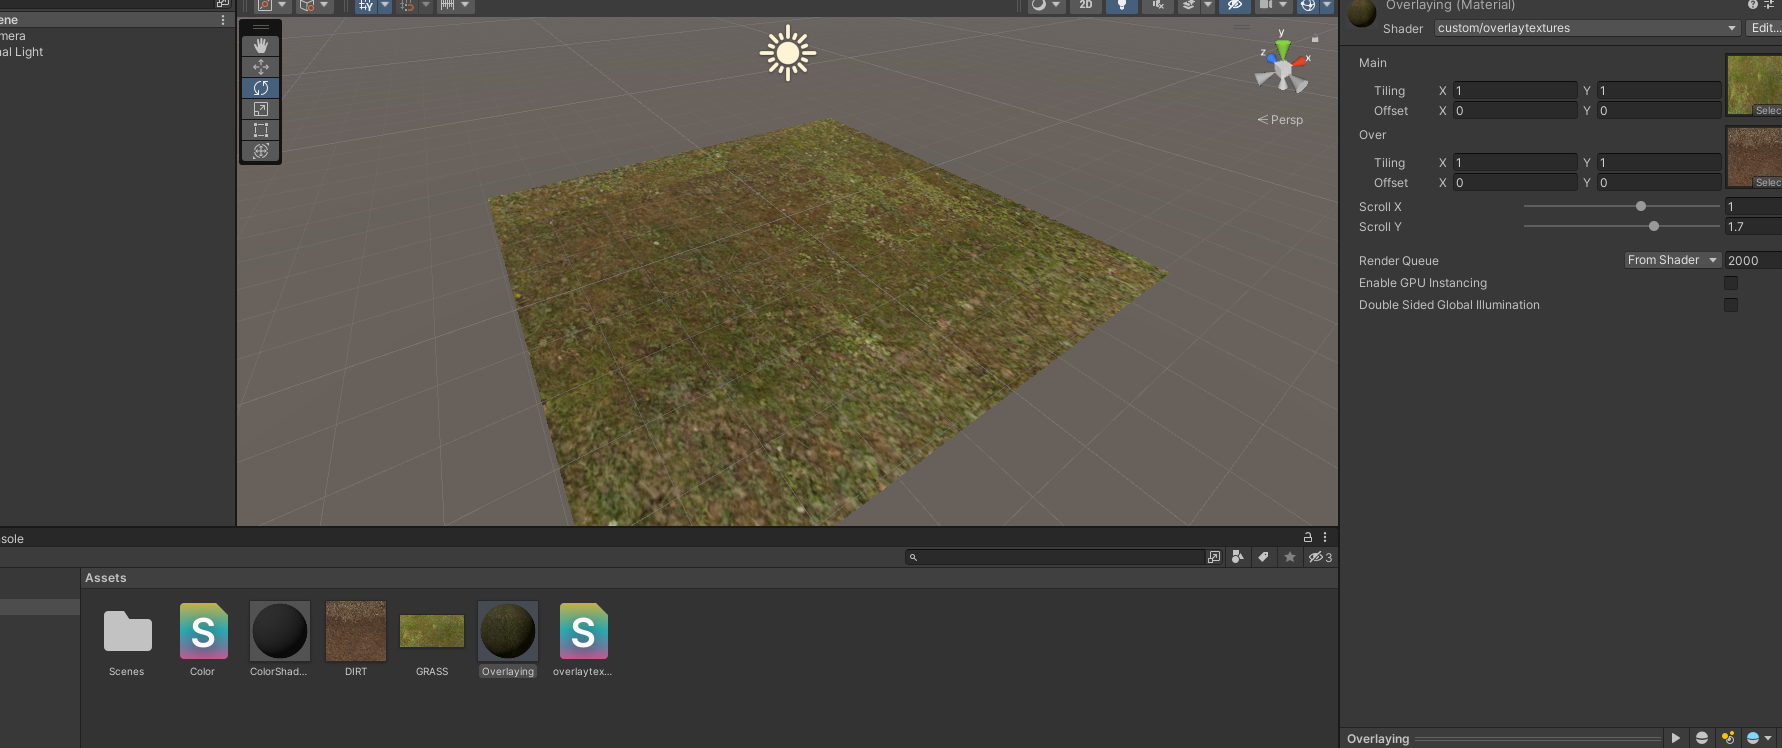 ene
mera
nal Light
2D
y
z
x
Persp
Overlaying (Material)
Shader custom/overlaytextures Edit...
Main
Tiling X 1 Y 1
Offset X 0 Y 0
Selec
Over
Tiling X 1 Y 1
Offset X 0 Y 0
Selec
Scroll X 1
Scroll Y 1.7
Render Queue From Shader 2000
Enable GPU Instancing
Double Sided Global Illumination
sole
3
Assets
S
S
Scenes Color ColorShad... DIRT GRASS Overlaying overlaytex...
Overlaying